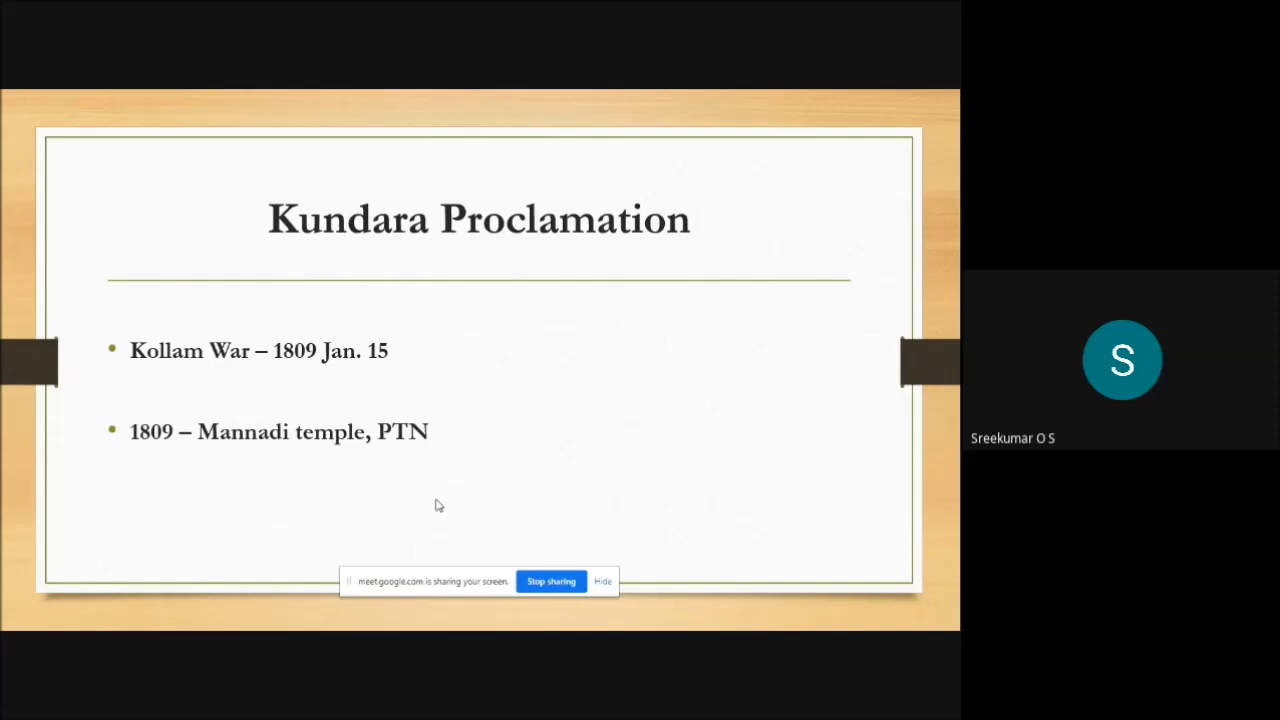 Kundara Proclamation
Kollam War – 1809 Jan. 15
1809 – Mannadi temple, PTN
meet.google.com is sharing your screen. Stop sharing Hide
S
Sreekumar O S